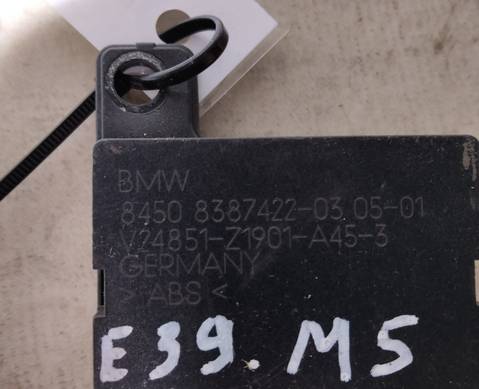 BMW
8450 8387422-03 05-01
V24851-Z1901-A45-3
GERMANY
> ABS <
E39. M5